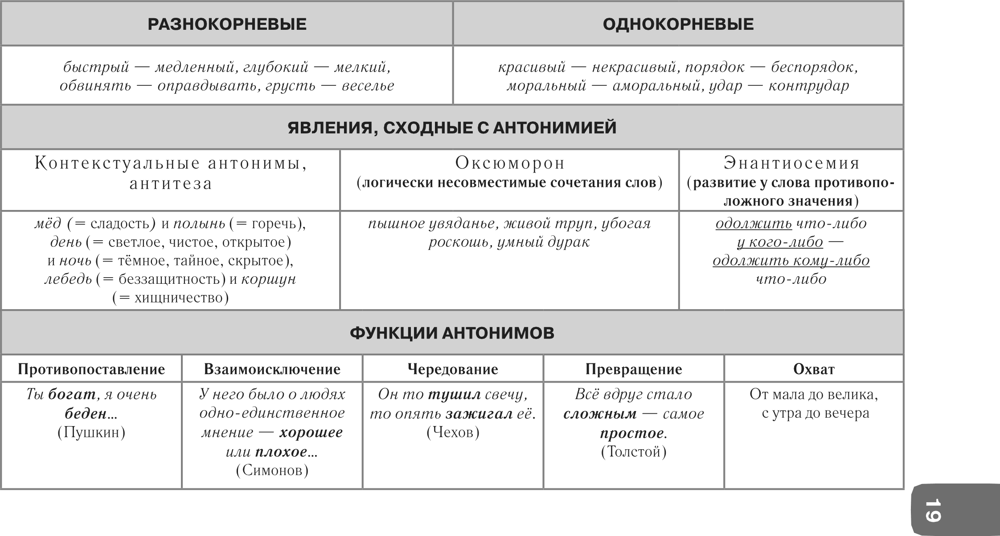 РАЗНОКОРНЕВЫЕ
ОДНОКОРНЕВЫЕ
быстрый — медленный, глубокий — мелкий,
обвинять — оправдывать, грусть — веселье
красивый — некрасивый, порядок — беспорядок,
моральный — аморальный, удар — контрудар
ЯВЛЕНИЯ, СХОДНЫЕ С АНТОНИМИЕЙ
Контекстуальные антонимы,
антитеза
Оксюморон
(логически несовместимые сочетания слов)
Энантиосемия
(развитие у слова противопо-
ложного значения)
мёд (= сладость) и полынь (= горечь),
день (= светлое, чистое, открытое)
и ночь (= тёмное, тайное, скрытое),
лебедь (= беззащитность) и коршун
(= хищничество)
пышное увяданье, живой труп, убогая
роскошь, умный дурак
одолжить что-либо
у кого-либо —
одолжить кому-либо
что-либо
ФУНКЦИИ АНТОНИМОВ
Противопоставление
Взаимоисключение
Чередование
Превращение
Охват
Ты богат, я очень
беден...
(Пушкин)
У него было о людях
одно-единственное
мнение — хорошее
или плохое...
(Симонов)
Он то тушил свечу,
то опять зажигал её.
(Чехов)
Всё вдруг стало
сложным — самое
простое.
(Толстой)
От мала до велика,
с утра до вечера
19